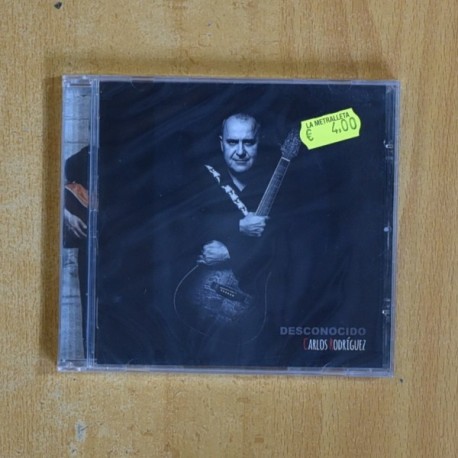 LA METRALLETA
€ 4,00
DESCONOCIDO
CARLOS RODRÍGUEZ